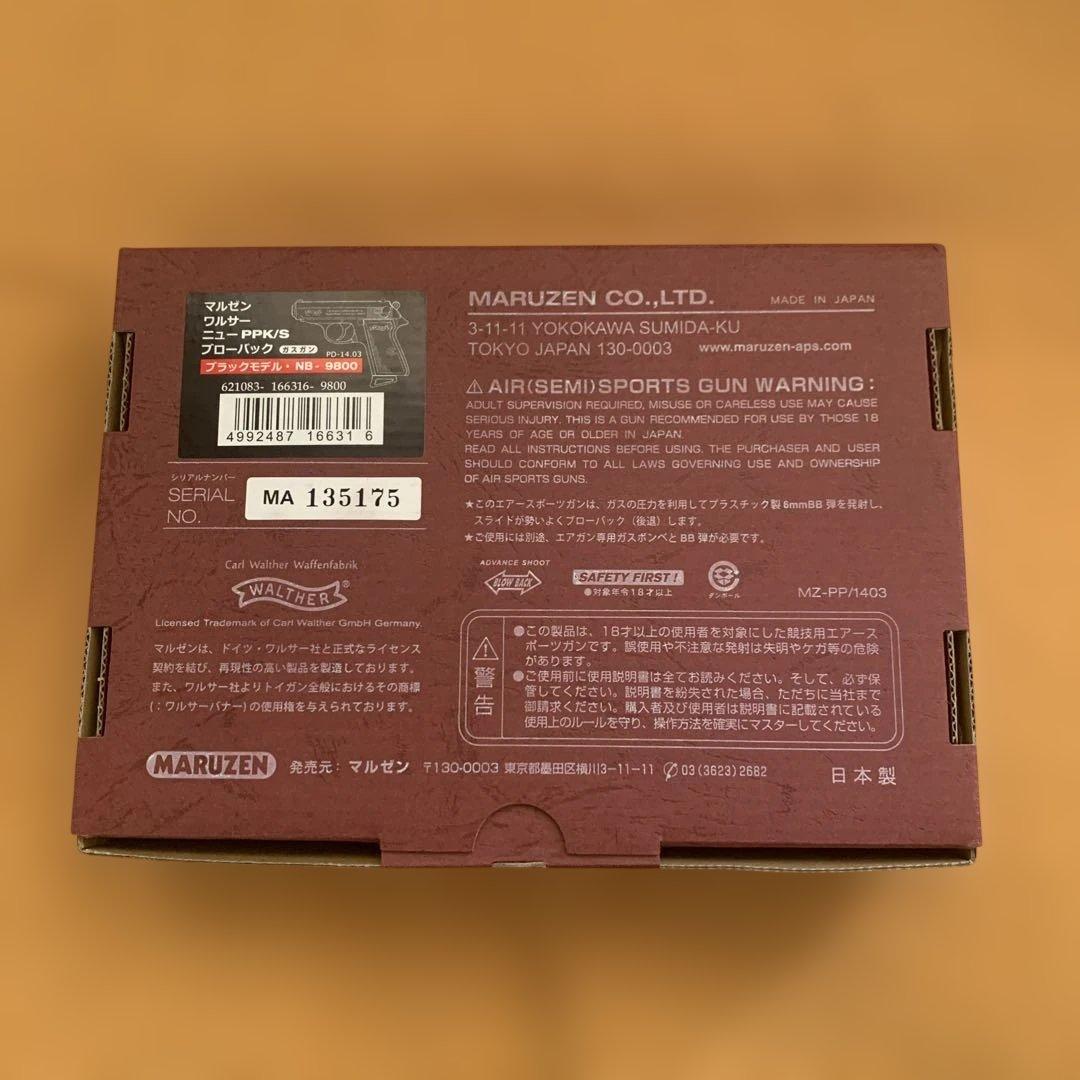 マルゼン
ワルサー
ニューPPK/S
ブローバック ガスガン
PD-14.03
ブラックモデル・NB-9800
621083- 166316- 9800
4992487 16631 6
シリアルナンバー
SERIAL NO.
MA 135175
Carl Walther Waffenfabrik
WALTHER®
Licensed Trademark of Carl Walther GmbH Germany.
マルゼンは、ドイツ・ワルサー社と正式なライセンス
契約を結び、再現性の高い製品を製造しております。
また、ワルサー社よりトイガン全般におけるその商標
(:ワルサーバナー)の使用権を与えられております。
MARUZEN CO.,LTD.
MADE IN JAPAN
3-11-11 YOKOKAWA SUMIDA-KU
TOKYO JAPAN 130-0003 www.maruzen-aps.com
⚠ AIR(SEMI)SPORTS GUN WARNING:
ADULT SUPERVISION REQUIRED, MISUSE OR CARELESS USE MAY CAUSE
SERIOUS INJURY. THIS IS A GUN RECOMMENDED FOR USE BY THOSE 18
YEARS OF AGE OR OLDER IN JAPAN.
READ ALL INSTRUCTIONS BEFORE USING. THE PURCHASER AND USER
SHOULD CONFORM TO ALL LAWS GOVERNING USE AND OWNERSHIP
OF AIR SPORTS GUNS.
★このエアースポーツガンは、ガスの圧力を利用してプラスチック製6mmBB弾を発射し、
スライドが勢いよくブローバック(後退)します。
★ご使用には別途、エアガン専用ガスボンベとBB弾が必要です。
ADVANCE SHOOT
BLOW BACK
SAFETY FIRST!
●対象年令18才以上
ダンボール
MZ-PP/1403
⚠警告
●この製品は、18才以上の使用者を対象にした競技用エアース
ポーツガンです。誤使用や不注意な発射は失明やケガ等の危険
があります。
●ご使用前に使用説明書は全てお読みください。そして、必ず保
管してください。説明書を紛失された場合、ただちに当社まで
御請求ください。購入者及び使用者は説明書に記載されている
使用上のルールを守り、操作方法を確実にマスターしてください。
MARUZEN 発売元:マルゼン 〒130-0003 東京都墨田区横川3-11-11 03(3623)2682
日本製